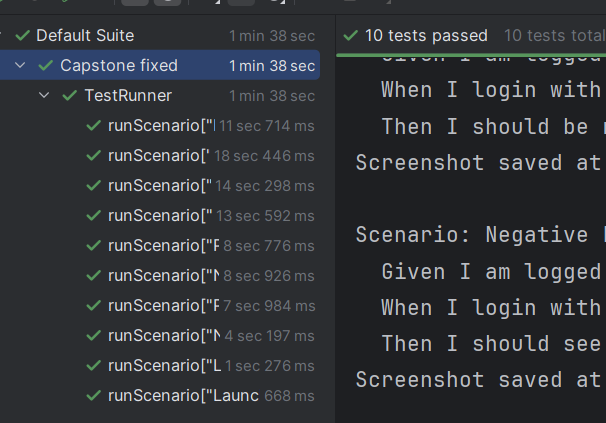 Default Suite 1 min 38 sec
Capstone fixed 1 min 38 sec
TestRunner 1 min 38 sec
runScenario[" 11 sec 714 ms
runScenario[' 18 sec 446 ms
runScenario[" 14 sec 298 ms
runScenario[" 13 sec 592 ms
runScenario["P 8 sec 776 ms
runScenario["N 8 sec 926 ms
runScenario["P 7 sec 984 ms
runScenario["N 4 sec 197 ms
runScenario["L 1 sec 276 ms
runScenario["Launc 668 ms
10 tests passed 10 tests total
Given I am logged
When I login with
Then I should be
Screenshot saved at
Scenario: Negative
Given I am logged
When I login with
Then I should see
Screenshot saved at